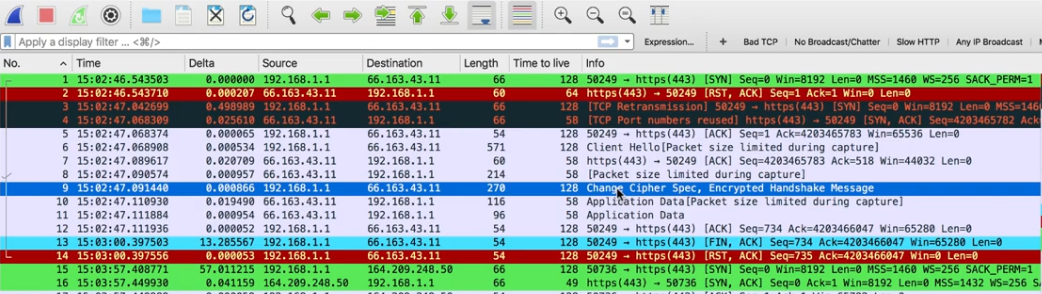 Apply a display filter ... <⌘/> Expression... + Bad TCP No Broadcast/Chatter Slow HTTP Any IP Broadcast
No. Time Delta Source Destination Length Time to live Info
1 15:02:46.543503 0.000000 192.168.1.1 66.163.43.11 66 128 50249 → https(443) [SYN] Seq=0 Win=8192 Len=0 MSS=1460 WS=256 SACK_PERM=1
2 15:02:46.543710 0.000207 66.163.43.11 192.168.1.1 60 64 https(443) → 50249 [RST, ACK] Seq=1 Ack=1 Win=0 Len=0
3 15:02:47.042699 0.498989 192.168.1.1 66.163.43.11 66 128 [TCP Retransmission] 50249 → https(443) [SYN] Seq=0 Win=8192 Len=0 MSS=146
4 15:02:47.068309 0.025610 66.163.43.11 192.168.1.1 66 58 [TCP Port numbers reused] https(443) → 50249 [SYN, ACK] Seq=4203465782 Ack
5 15:02:47.068374 0.000065 192.168.1.1 66.163.43.11 54 128 50249 → https(443) [ACK] Seq=1 Ack=4203465783 Win=65536 Len=0
6 15:02:47.068908 0.000534 192.168.1.1 66.163.43.11 571 128 Client Hello[Packet size limited during capture]
7 15:02:47.089617 0.020709 66.163.43.11 192.168.1.1 60 58 https(443) → 50249 [ACK] Seq=4203465783 Ack=518 Win=44032 Len=0
8 15:02:47.090574 0.000957 66.163.43.11 192.168.1.1 214 58 [Packet size limited during capture]
9 15:02:47.091440 0.000866 192.168.1.1 66.163.43.11 270 128 Change Cipher Spec, Encrypted Handshake Message
10 15:02:47.110930 0.019490 66.163.43.11 192.168.1.1 116 58 Application Data[Packet size limited during capture]
11 15:02:47.111884 0.000954 66.163.43.11 192.168.1.1 96 58 Application Data
12 15:02:47.111936 0.000052 192.168.1.1 66.163.43.11 54 128 50249 → https(443) [ACK] Seq=734 Ack=4203466047 Win=65280 Len=0
13 15:03:00.397503 13.285567 192.168.1.1 66.163.43.11 54 128 50249 → https(443) [FIN, ACK] Seq=734 Ack=4203466047 Win=65280 Len=0
14 15:03:00.397556 0.000053 192.168.1.1 66.163.43.11 54 128 50249 → https(443) [RST, ACK] Seq=735 Ack=4203466047 Win=0 Len=0
15 15:03:57.408771 57.011215 192.168.1.1 164.209.248.50 66 128 50736 → https(443) [SYN] Seq=0 Win=8192 Len=0 MSS=1460 WS=256 SACK_PERM=1
16 15:03:57.449930 0.041159 164.209.248.50 192.168.1.1 66 49 https(443) → 50736 [SYN, ACK] Seq=0 Ack=1 Win=8192 Len=0 MSS=1432 WS=256 S